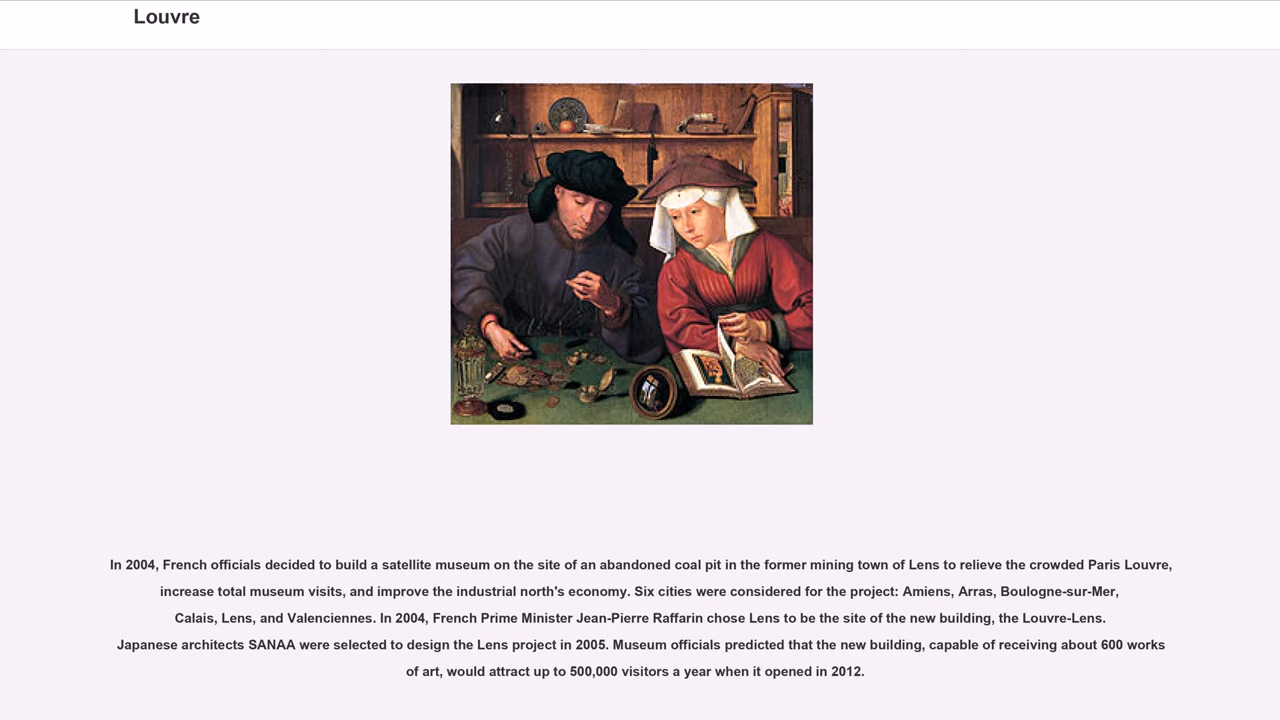 Louvre
In 2004, French officials decided to build a satellite museum on the site of an abandoned coal pit in the former mining town of Lens to relieve the crowded Paris Louvre,
increase total museum visits, and improve the industrial north's economy. Six cities were considered for the project: Amiens, Arras, Boulogne-sur-Mer,
Calais, Lens, and Valenciennes. In 2004, French Prime Minister Jean-Pierre Raffarin chose Lens to be the site of the new building, the Louvre-Lens.
Japanese architects SANAA were selected to design the Lens project in 2005. Museum officials predicted that the new building, capable of receiving about 600 works
of art, would attract up to 500,000 visitors a year when it opened in 2012.